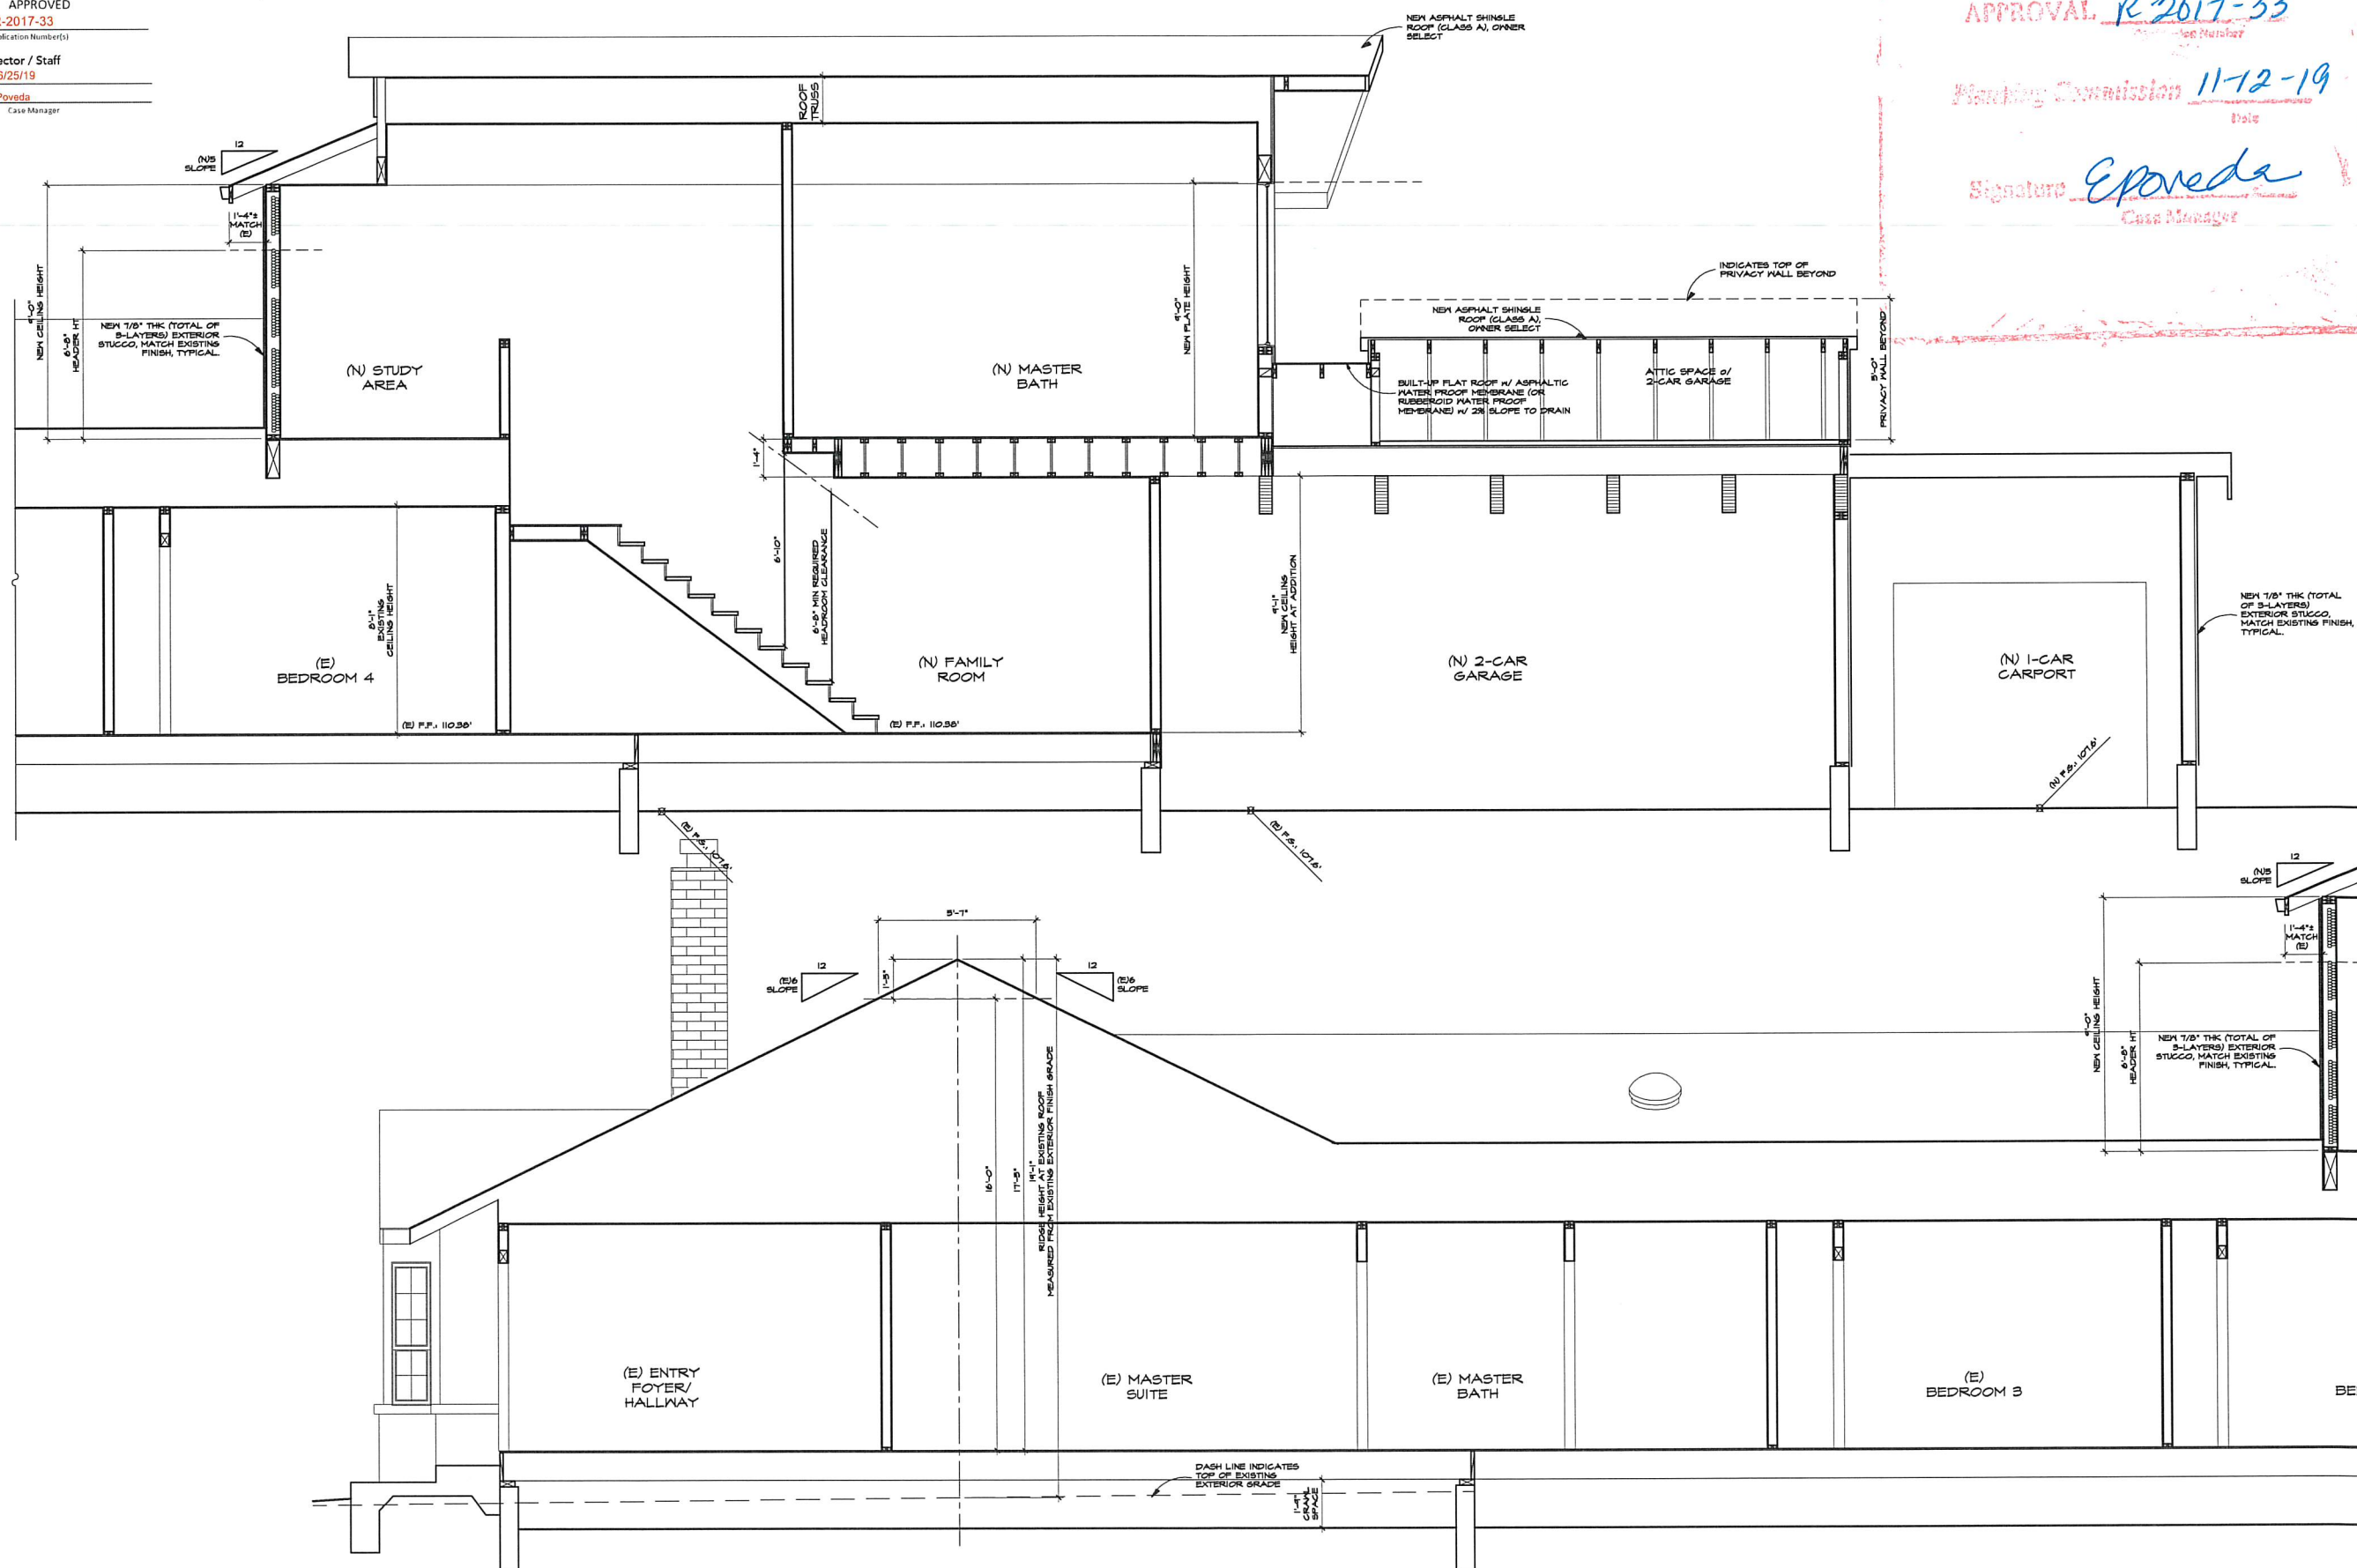 APPROVED
-2017-33
lication Number(s)
ector / Staff
6/25/19
Poveda
Case Manager
APPROVAL R 2017-33
Planning Commission 11-12-19
Date
Signature EPoveda
Case Manager
NEW ASPHALT SHINGLE
ROOF (CLASS A), OWNER
SELECT
ROOF
TRUSS
12
(N)5
SLOPE
1'-4"±
MATCH
(E)
9'-0"
NEW CEILING HEIGHT
6'-8"
HEADER HT
NEW 7/8" THK (TOTAL OF
3-LAYERS) EXTERIOR
STUCCO, MATCH EXISTING
FINISH, TYPICAL.
(N) STUDY
AREA
(N) MASTER
BATH
9'-0"
NEW PLATE HEIGHT
INDICATES TOP OF
PRIVACY WALL BEYOND
NEW ASPHALT SHINGLE
ROOF (CLASS A),
OWNER SELECT
BUILT-UP FLAT ROOF W/ ASPHALTIC
WATER PROOF MEMBRANE (OR
RUBBEROID WATER PROOF
MEMBRANE) W/ 2% SLOPE TO DRAIN
ATTIC SPACE o/
2-CAR GARAGE
5'-0"
PRIVACY WALL BEYOND
1'-4"
6'-10"
6'-8" MIN REQUIRED
HEADROOM CLEARANCE
8'-1"
EXISTING
CEILING HEIGHT
(E)
BEDROOM 4
(E) F.F.: 110.38'
(E) F.F.: 110.38'
(N) FAMILY
ROOM
9'-1"
NEW CEILING
HEIGHT AT ADDITION
(N) 2-CAR
GARAGE
(N) 1-CAR
CARPORT
NEW 7/8" THK (TOTAL
OF 3-LAYERS)
EXTERIOR STUCCO,
MATCH EXISTING FINISH,
TYPICAL.
(E) F.G.: 107.8'
(E) F.G.: 107.8'
(N) F.G.: 107.8'
5'-7"
12
(E)6
SLOPE
1'-5"
12
(E)6
SLOPE
16'-0"
17'-5"
19'-1"
RIDGE HEIGHT AT EXISTING ROOF
MEASURED FROM EXISTING EXTERIOR FINISH GRADE
12
(N)5
SLOPE
1'-4"±
MATCH
(E)
9'-0"
NEW CEILING HEIGHT
6'-8"
HEADER HT
NEW 7/8" THK (TOTAL OF
3-LAYERS) EXTERIOR
STUCCO, MATCH EXISTING
FINISH, TYPICAL.
(E) ENTRY
FOYER/
HALLWAY
(E) MASTER
SUITE
(E) MASTER
BATH
(E)
BEDROOM 3
BE
DASH LINE INDICATES
TOP OF EXISTING
EXTERIOR GRADE
1'-9"
CRAWL
SPACE